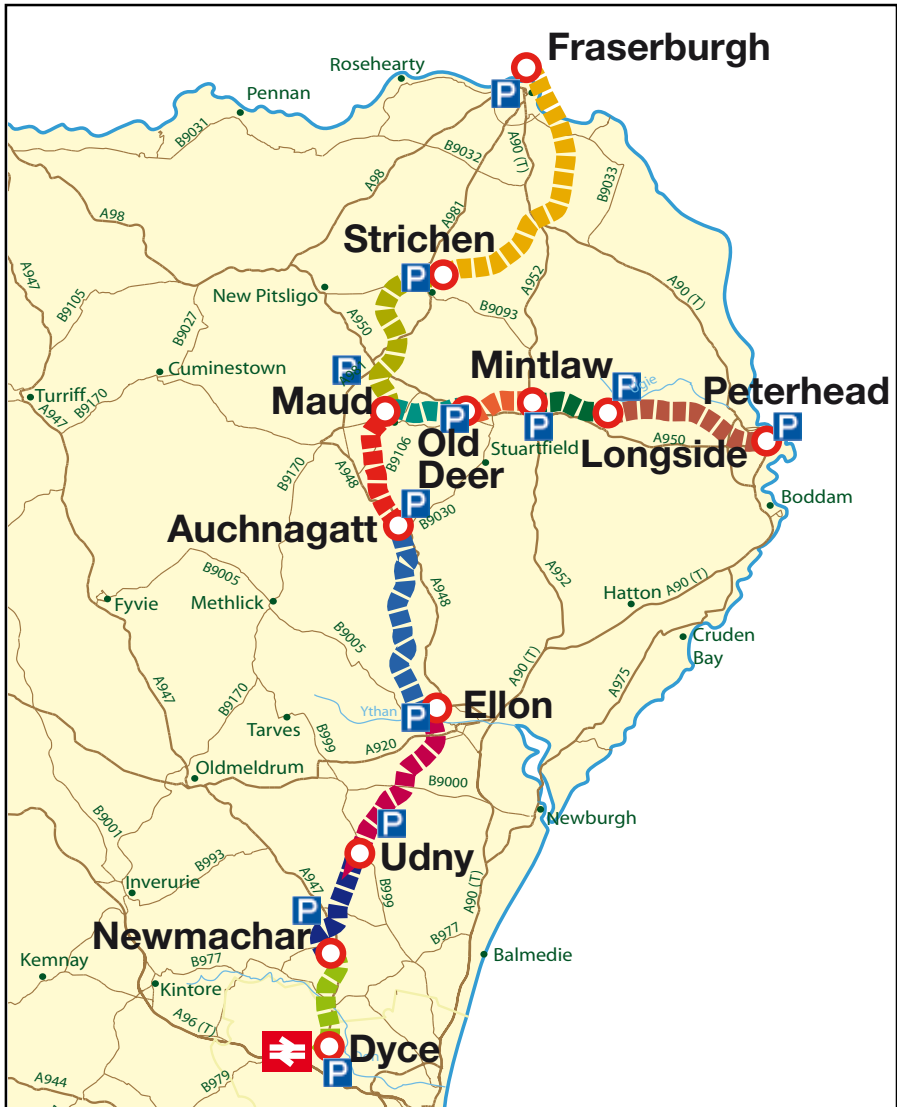 Fraserburgh
Rosehearty
P
Pennan
B9031
B9032
A90 (T)
A98
B9033
A98
A981
Strichen
P
A947
B9105
New Pitsligo
A952
A90 (T)
B9027
A950
B9093
Cuminestown
P
Mintlaw
P
Ogie
Peterhead
Turriff
A947
B9170
Maud
P
P
P
Old
Deer
Stuartfield
Longside
A950
B9106
A948
B9170
Boddam
P
Auchnagatt
B9030
B9005
A948
A952
Fyvie
Methlick
Hatton
A90 (T)
B9005
Cruden
Bay
A947
B9170
A90 (T)
A975
Ythan
P
Ellon
Tarves
B999
A920
Oldmeldrum
B9000
B9001
Newburgh
P
B993
Udny
Inverurie
A947
B999
A90 (T)
P
Newmachar
B977
Kemnay
B977
Balmedie
Kintore
A96 (T)
Dyce
P
A944
B979